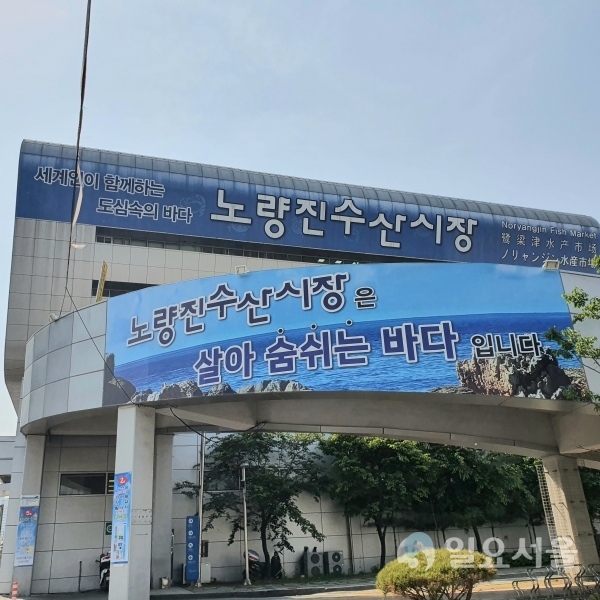 세계인이 함께하는
도심속의 바다
노량진수산시장
Noryangjin Fish Market
鷺梁津水产市场
ノリャンジン水産市場
노량진수산시장은
살아 숨쉬는 바다 입니다
일요서울